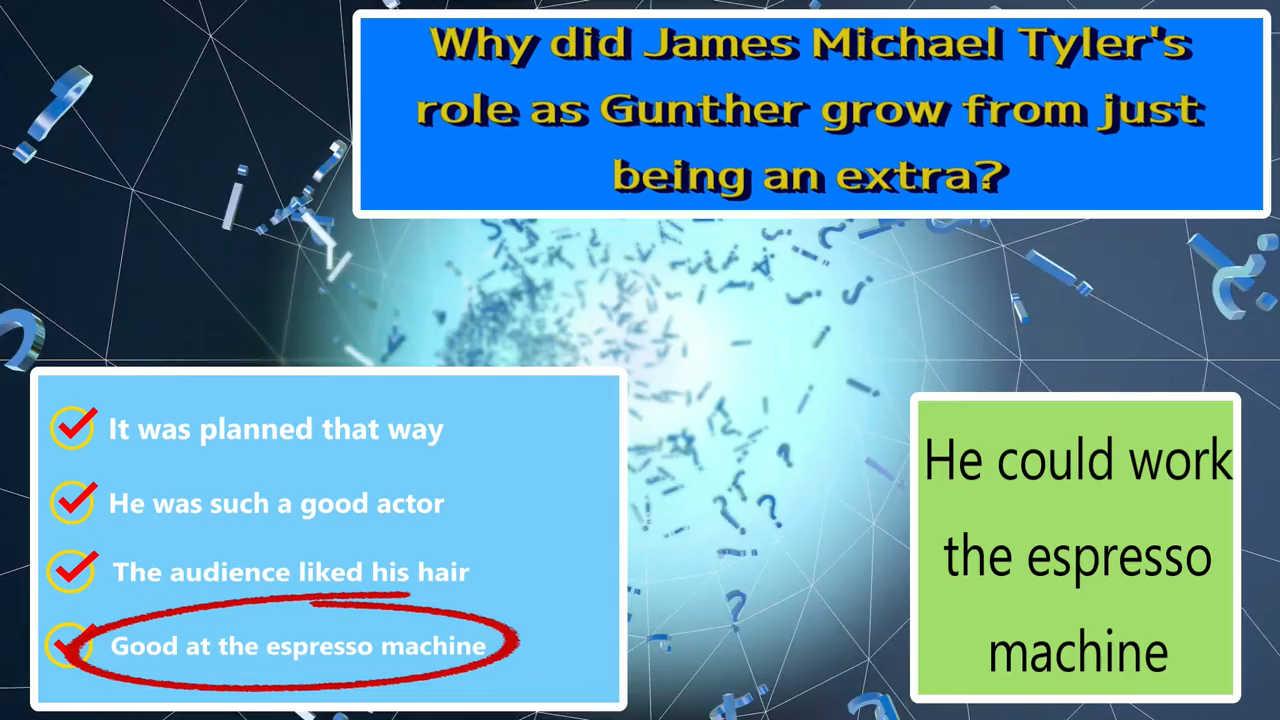 Why did James Michael Tyler's
role as Gunther grow from just
being an extra?
It was planned that way
He was such a good actor
The audience liked his hair
Good at the espresso machine
He could work
the espresso
machine